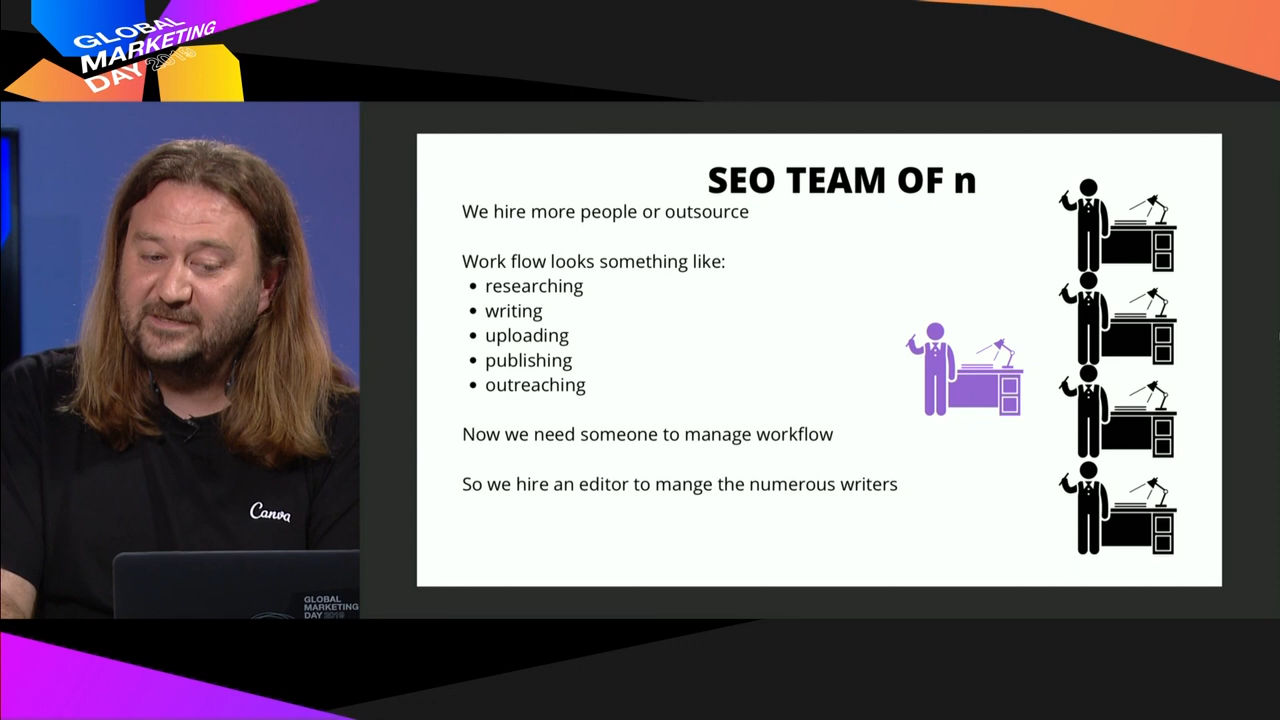 GLOBAL
MARKETING
DAY 2019
SEO TEAM OF n
We hire more people or outsource
Work flow looks something like:
• researching
• writing
• uploading
• publishing
• outreaching
Now we need someone to manage workflow
So we hire an editor to mange the numerous writers
Canva
GLOBAL
MARKETING
DAY 2019